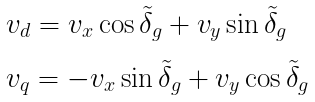 v_d = v_x cos δ̃_g + v_y sin δ̃_g
v_q = −v_x sin δ̃_g + v_y cos δ̃_g